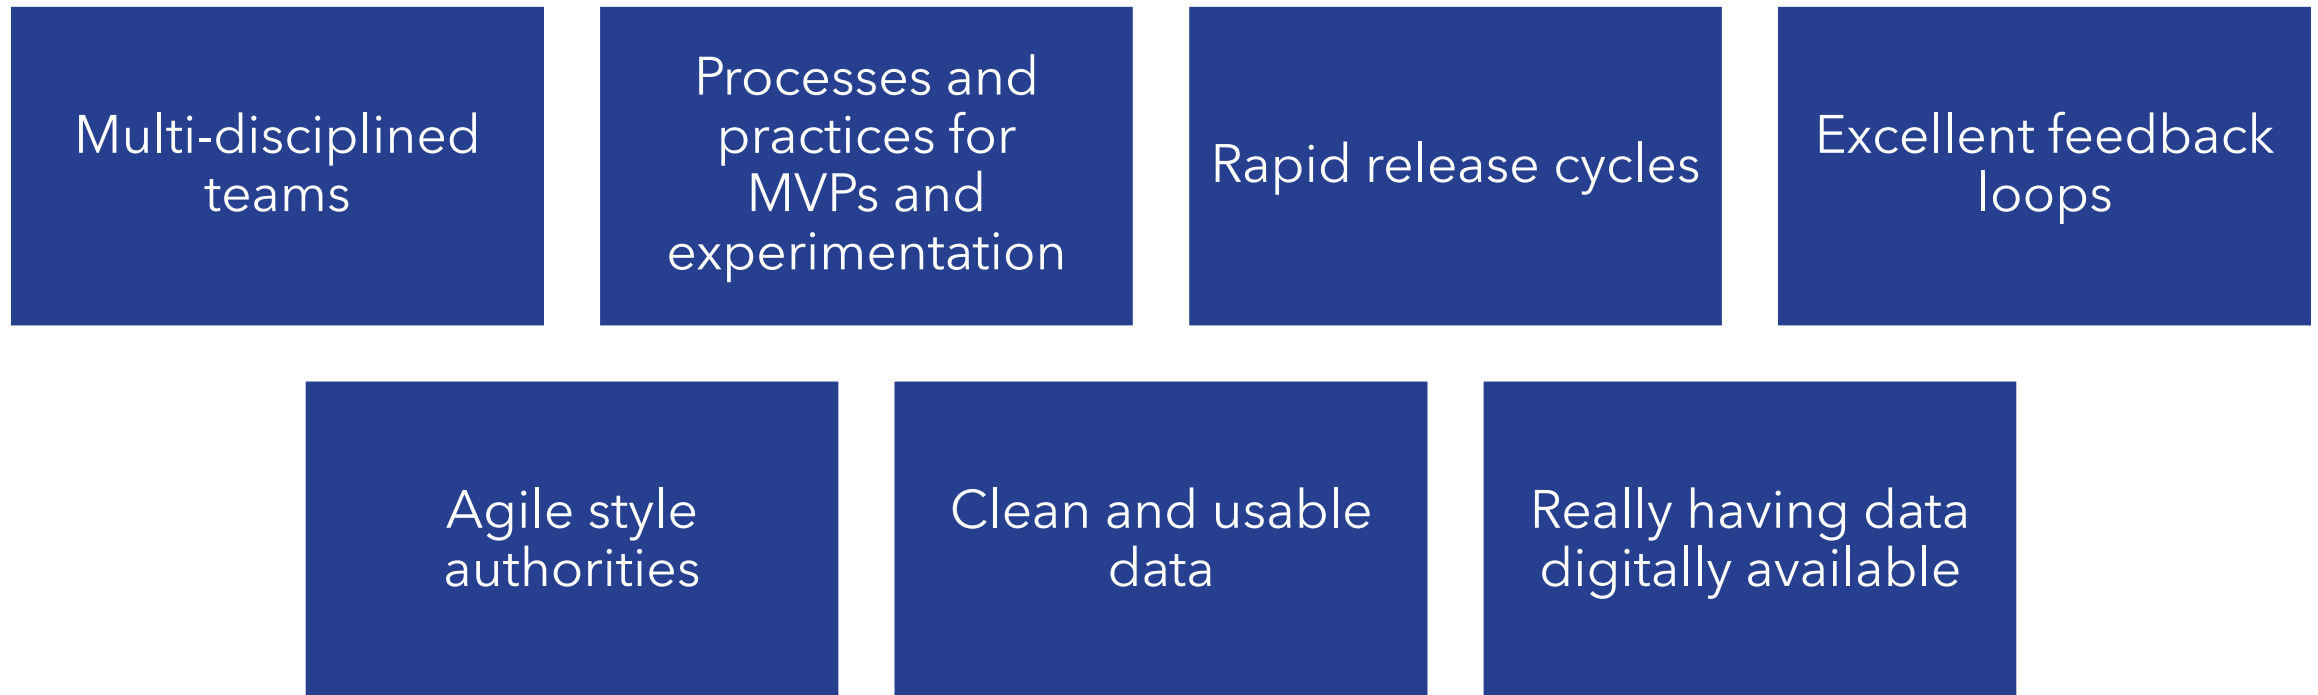 Multi-disciplined
teams
Processes and
practices for
MVPs and
experimentation
Rapid release cycles
Excellent feedback
loops
Agile style
authorities
Clean and usable
data
Really having data
digitally available